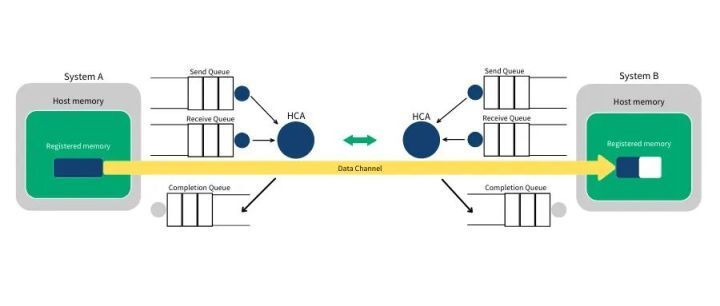 System A
Host memory
Registered memory
Send Queue
Receive Queue
HCA
Completion Queue
Data Channel
HCA
Send Queue
Receive Queue
Completion Queue
System B
Host memory
Registered memory